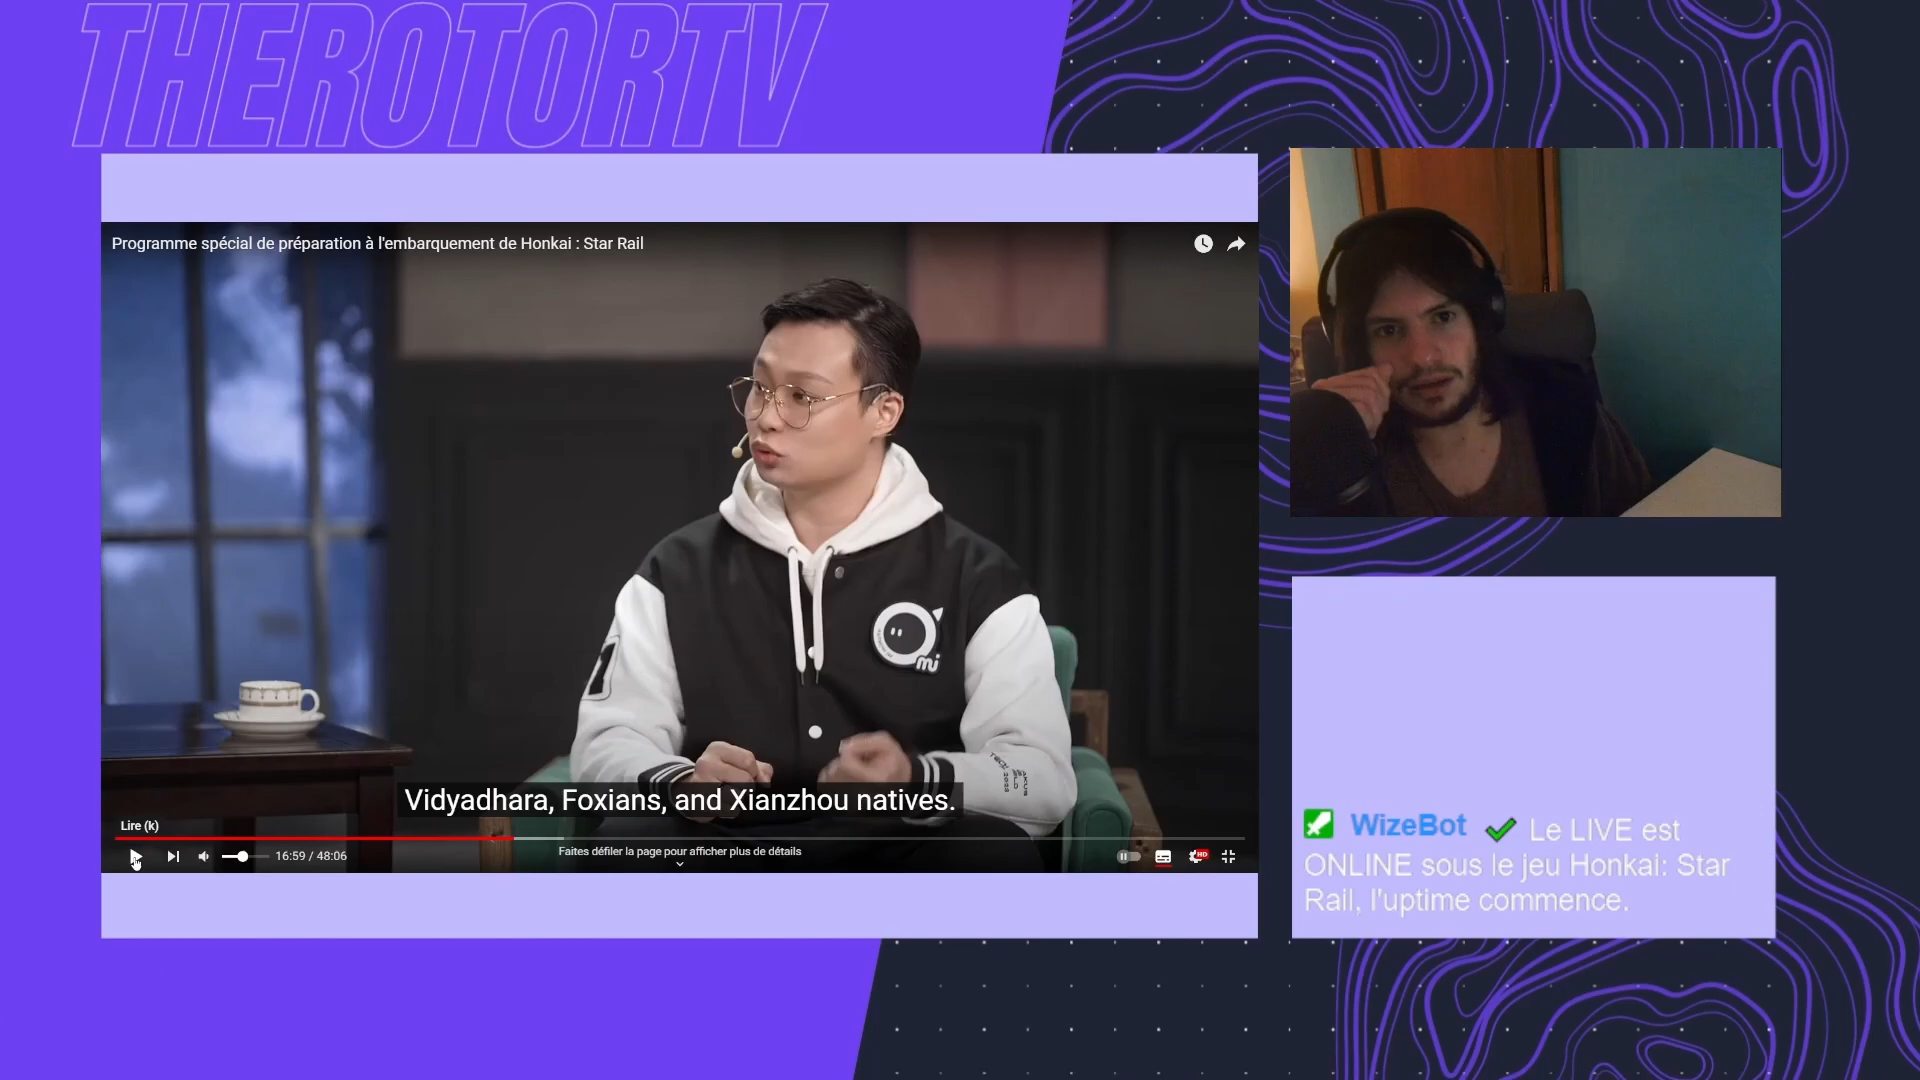 THEROTORTV
Programme spécial de préparation à l'embarquement de Honkai : Star Rail
mi
Vidyadhara, Foxians, and Xianzhou natives.
Lire (k)
16:59 / 48:06
Faites défiler la page pour afficher plus de détails
HD
WizeBot Le LIVE est
ONLINE sous le jeu Honkai: Star
Rail, l'uptime commence.